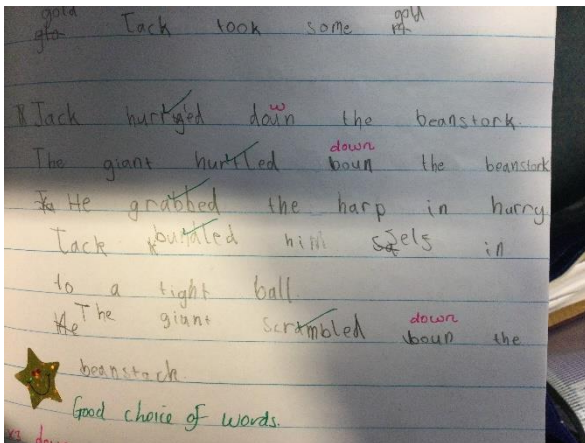 gold gold
Jack took some
Jack hurryed down the beanstork.
down
The giant hurtled boun the beanstork
He grabbed the harp in hurry
Jack bundled him sels in
to a tight ball.
down
The giant scrambled boun the
beanstack.
Good choice of words.